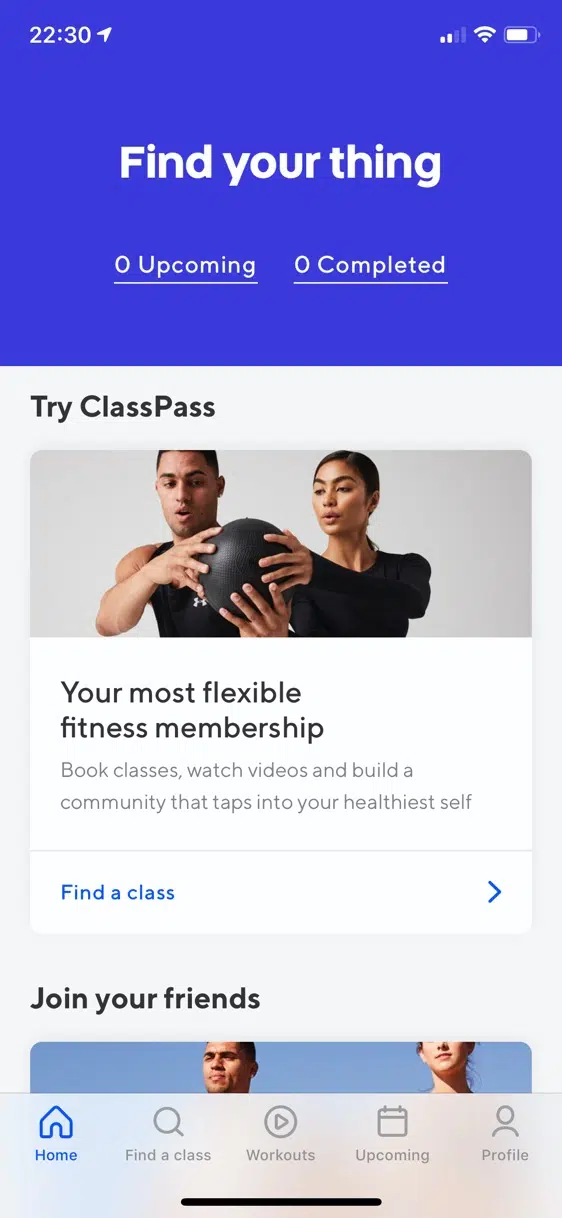 22:30
Find your thing
0 Upcoming 0 Completed
Try ClassPass
Your most flexible
fitness membership
Book classes, watch videos and build a
community that taps into your healthiest self
Find a class
Join your friends
Home Find a class Workouts Upcoming Profile